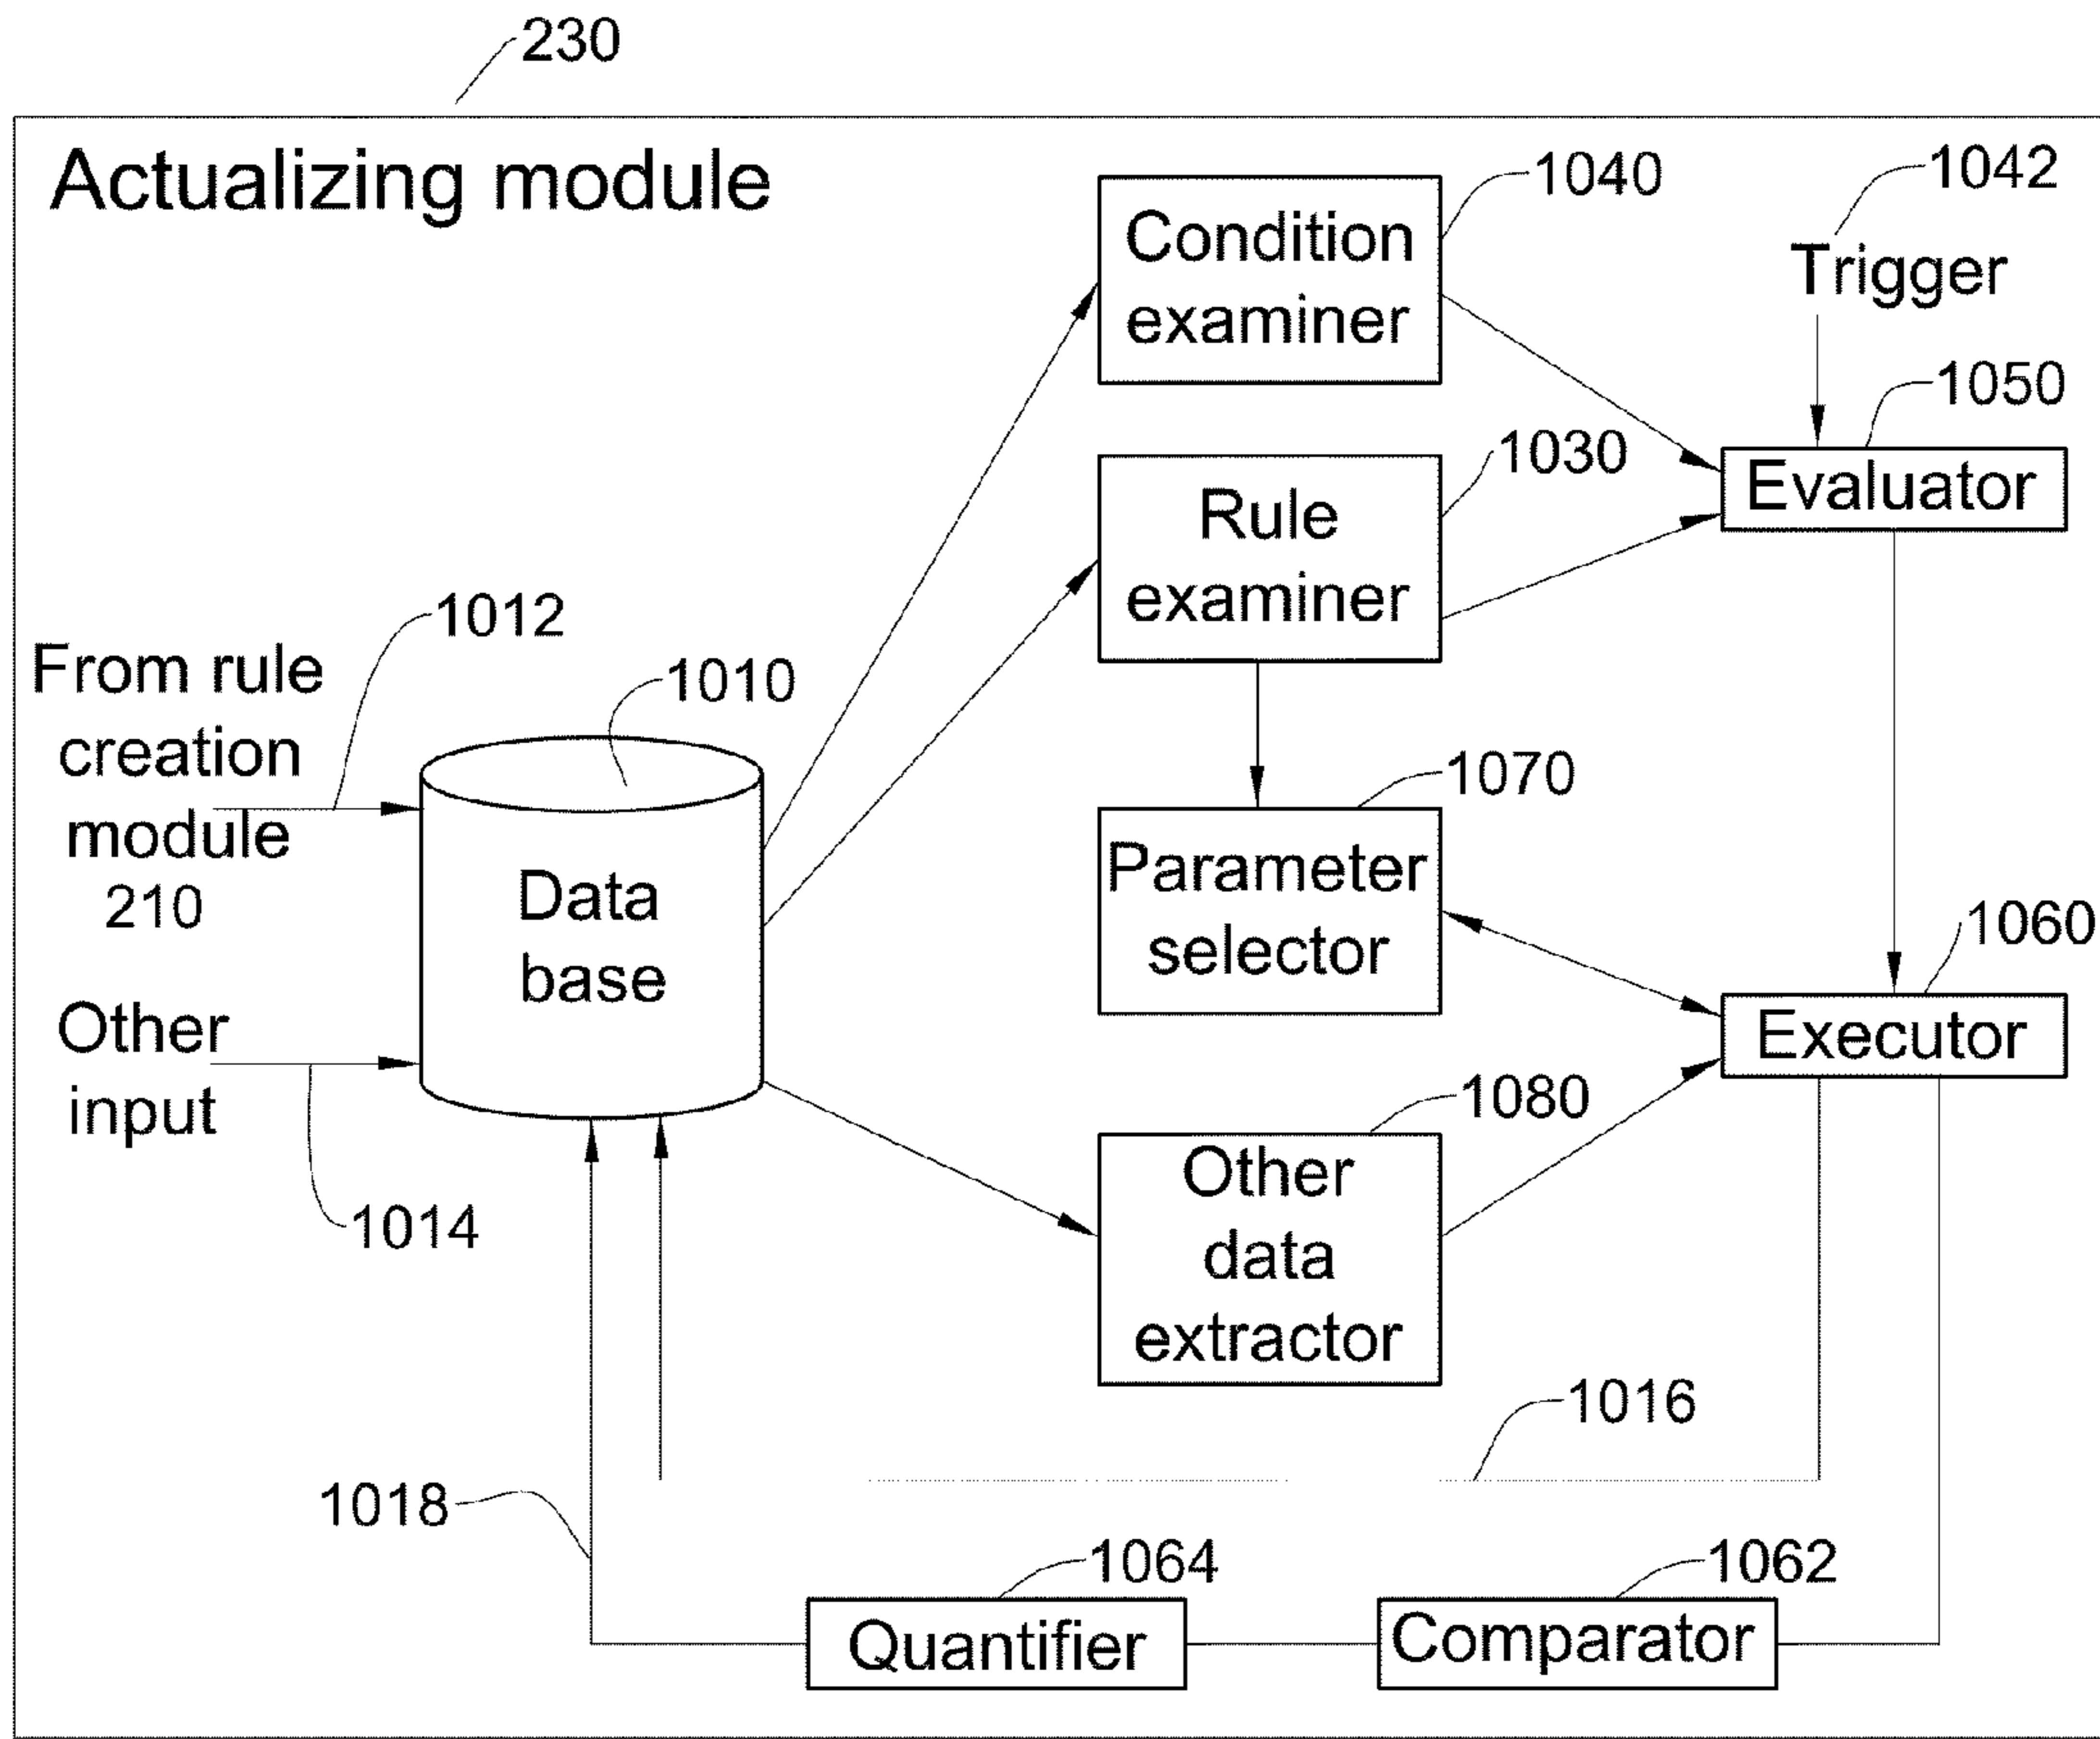 230
Actualizing module
1040
1042
Condition
examiner
Trigger
1050
1030
Evaluator
Rule
examiner
1012
From rule
creation
module
210
1010
1070
Data
base
Parameter
selector
1060
Executor
Other
input
1014
1080
Other
data
extractor
1016
1018
1064
1062
Quantifier
Comparator